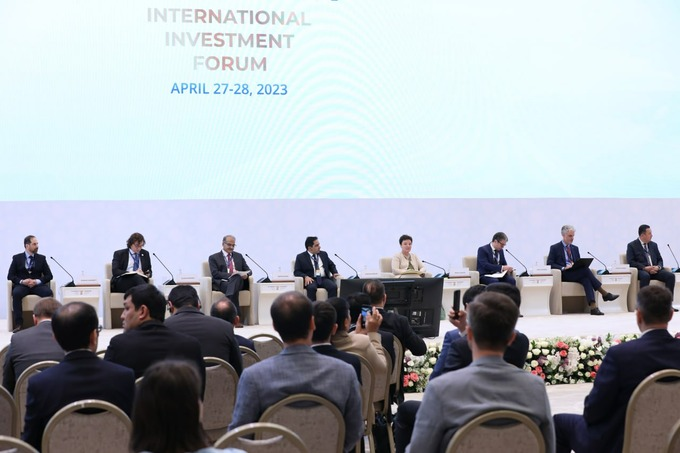 INTERNATIONAL
INVESTMENT
FORUM
APRIL 27-28, 2023